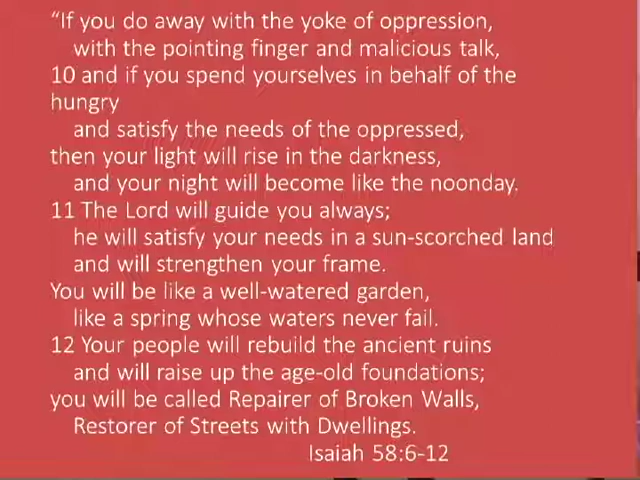 “If you do away with the yoke of oppression,
with the pointing finger and malicious talk,
10 and if you spend yourselves in behalf of the
hungry
and satisfy the needs of the oppressed,
then your light will rise in the darkness,
and your night will become like the noonday.
11 The Lord will guide you always;
he will satisfy your needs in a sun-scorched land
and will strengthen your frame.
You will be like a well-watered garden,
like a spring whose waters never fail.
12 Your people will rebuild the ancient ruins
and will raise up the age-old foundations;
you will be called Repairer of Broken Walls,
Restorer of Streets with Dwellings.
Isaiah 58:6-12